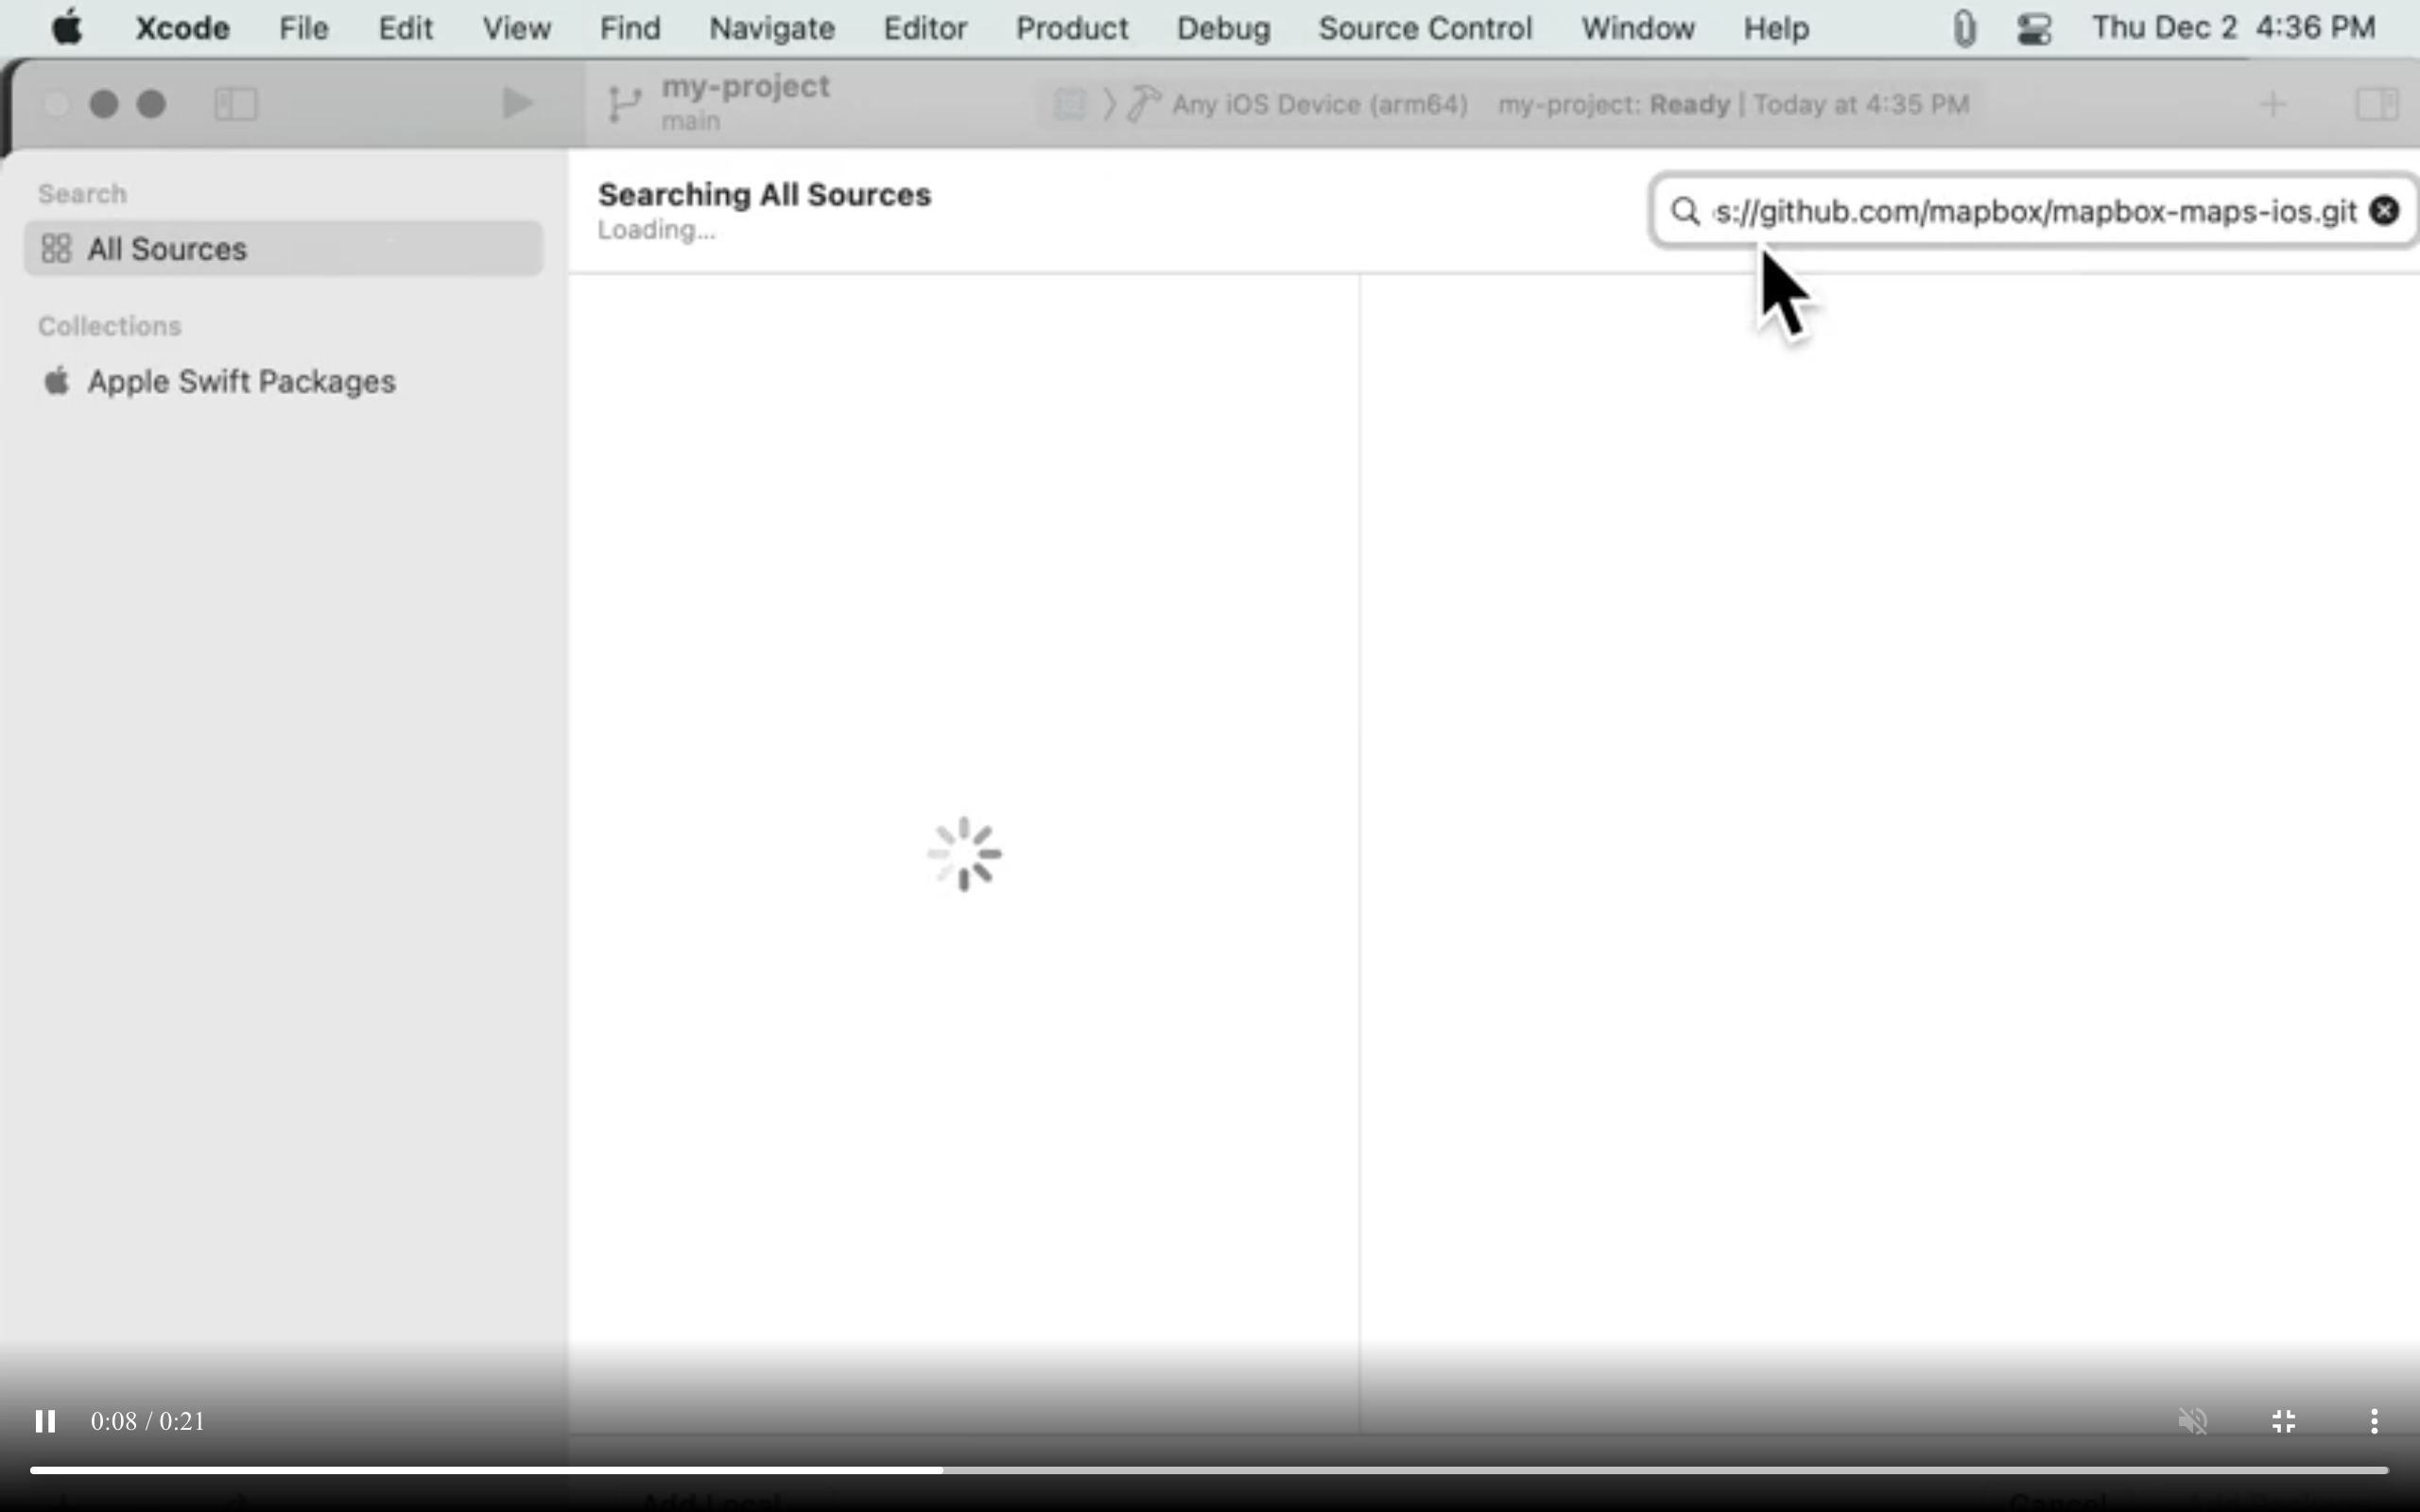 Xcode File Edit View Find Navigate Editor Product Debug Source Control Window Help Thu Dec 2 4:36 PM
my-project
main
Any iOS Device (arm64) my-project: Ready | Today at 4:35 PM
Search
All Sources
Collections
Apple Swift Packages
Searching All Sources
Loading...
s://github.com/mapbox/mapbox-maps-ios.git
0:08 / 0:21
Add Local
Cancel